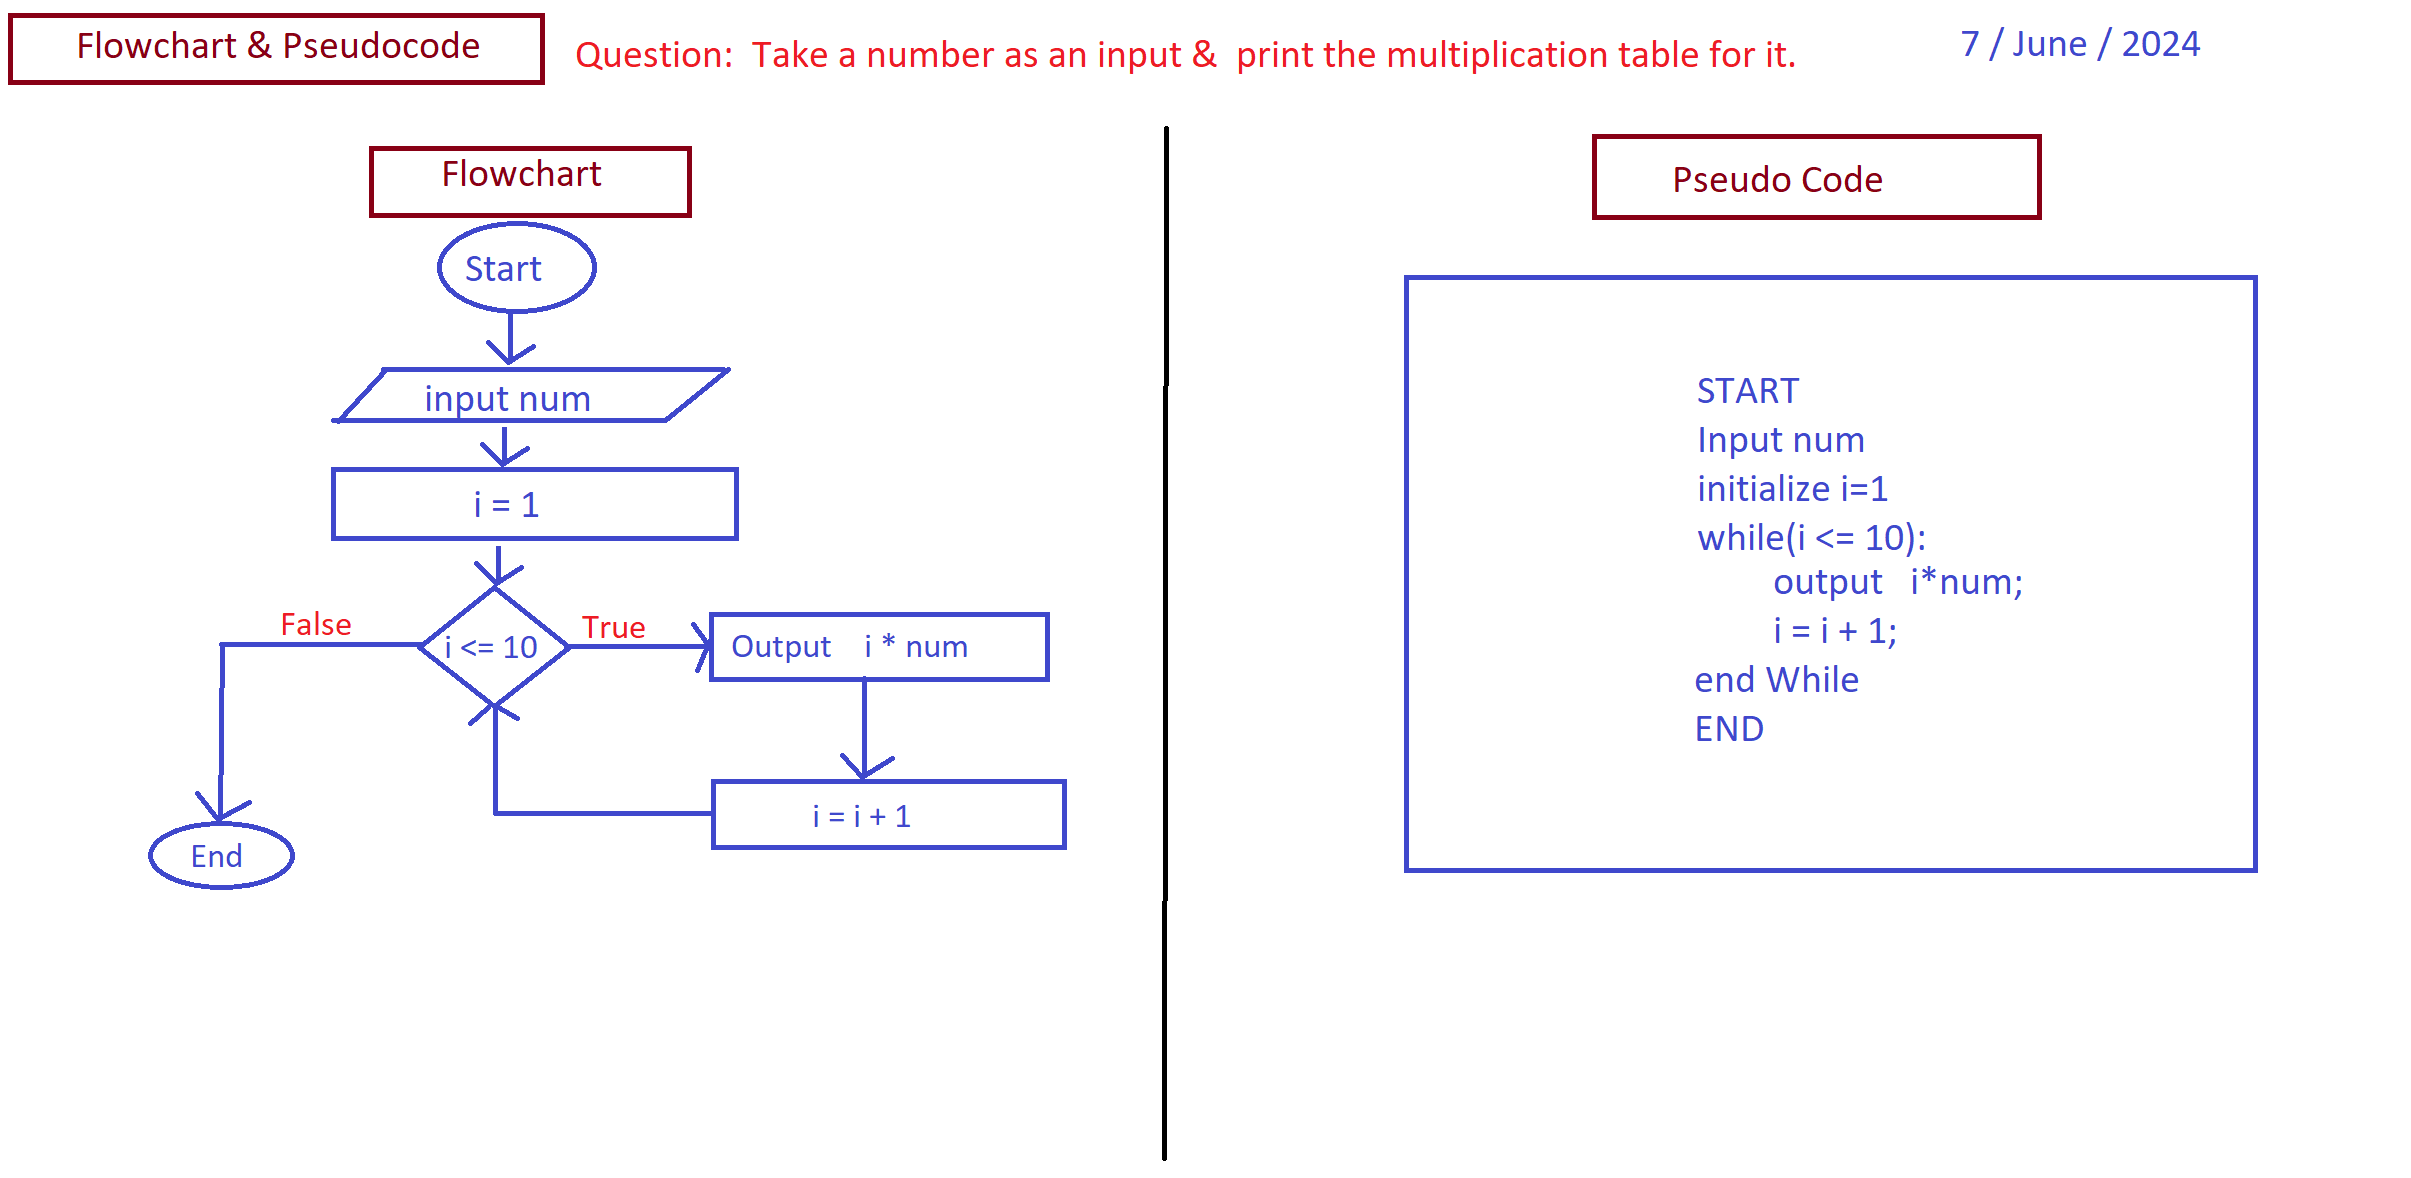 Flowchart & Pseudocode
Question:  Take a number as an input &  print the multiplication table for it.
7 / June / 2024
Flowchart
Start
input num
i = 1
i <= 10
False
True
Output    i * num
i = i + 1
End
Pseudo Code
START
Input num
initialize i=1
while(i <= 10):
output   i*num;
i = i + 1;
end While
END